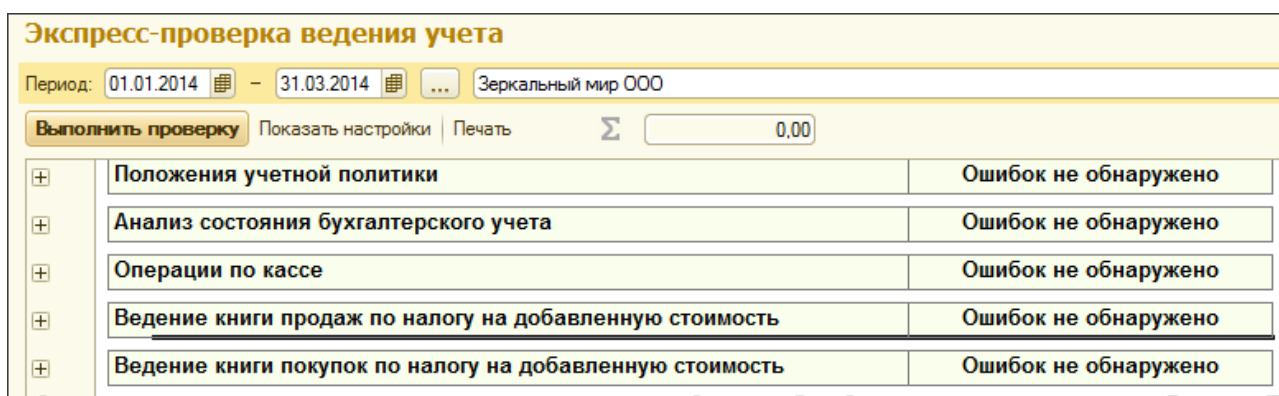 Экспресс-проверка ведения учета
Период: 01.01.2014 – 31.03.2014 ... Зеркальный мир ООО
Выполнить проверку Показать настройки Печать Σ 0,00
Положения учетной политики Ошибок не обнаружено
Анализ состояния бухгалтерского учета Ошибок не обнаружено
Операции по кассе Ошибок не обнаружено
Ведение книги продаж по налогу на добавленную стоимость Ошибок не обнаружено
Ведение книги покупок по налогу на добавленную стоимость Ошибок не обнаружено